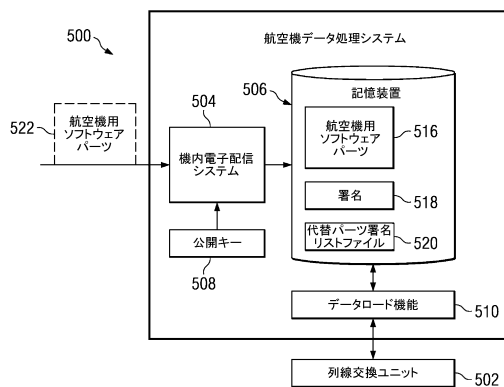 500
航空機データ処理システム
522
航空機用
ソフトウェア
パーツ
504
機内電子配信
システム
公開キー
508
506
記憶装置
航空機用
ソフトウェア
パーツ
516
署名
518
代替パーツ署名
リストファイル
520
データロード機能
510
列線交換ユニット
502